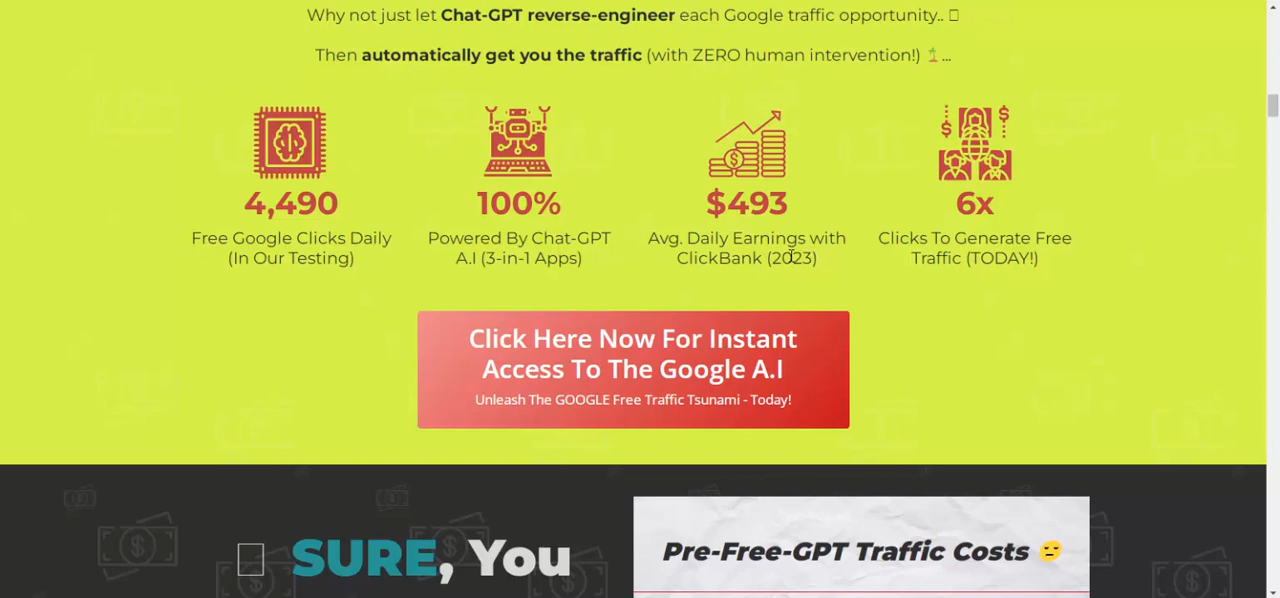 Why not just let Chat-GPT reverse-engineer each Google traffic opportunity..
Then automatically get you the traffic (with ZERO human intervention!) 🏝️...
4,490
Free Google Clicks Daily
(In Our Testing)
100%
Powered By Chat-GPT
A.I (3-in-1 Apps)
$493
Avg. Daily Earnings with
ClickBank (2023)
6x
Clicks To Generate Free
Traffic (TODAY!)
Click Here Now For Instant
Access To The Google A.I
Unleash The GOOGLE Free Traffic Tsunami - Today!
SURE, You
Pre-Free-GPT Traffic Costs 😔